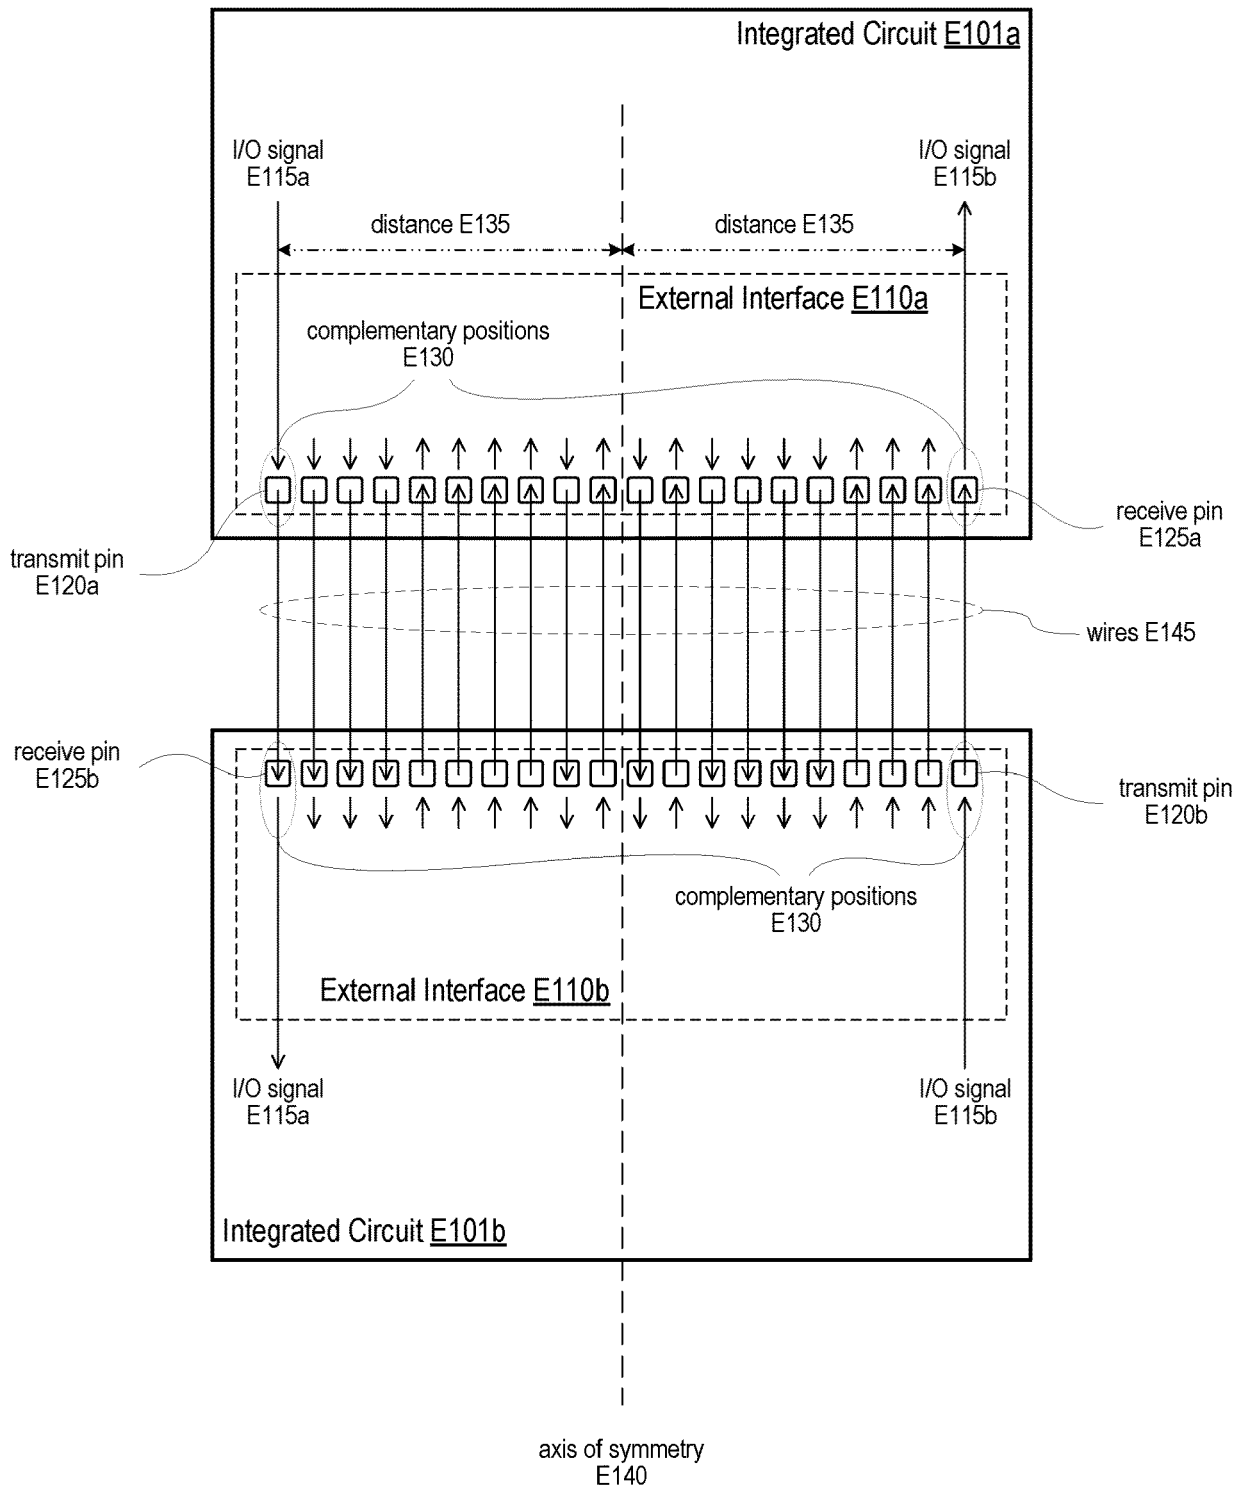 Integrated Circuit E101a
I/O signal
E115a
I/O signal
E115b
distance E135
distance E135
External Interface E110a
complementary positions
E130
receive pin
E125a
transmit pin
E120a
wires E145
receive pin
E125b
transmit pin
E120b
complementary positions
E130
External Interface E110b
I/O signal
E115a
I/O signal
E115b
Integrated Circuit E101b
axis of symmetry
E140